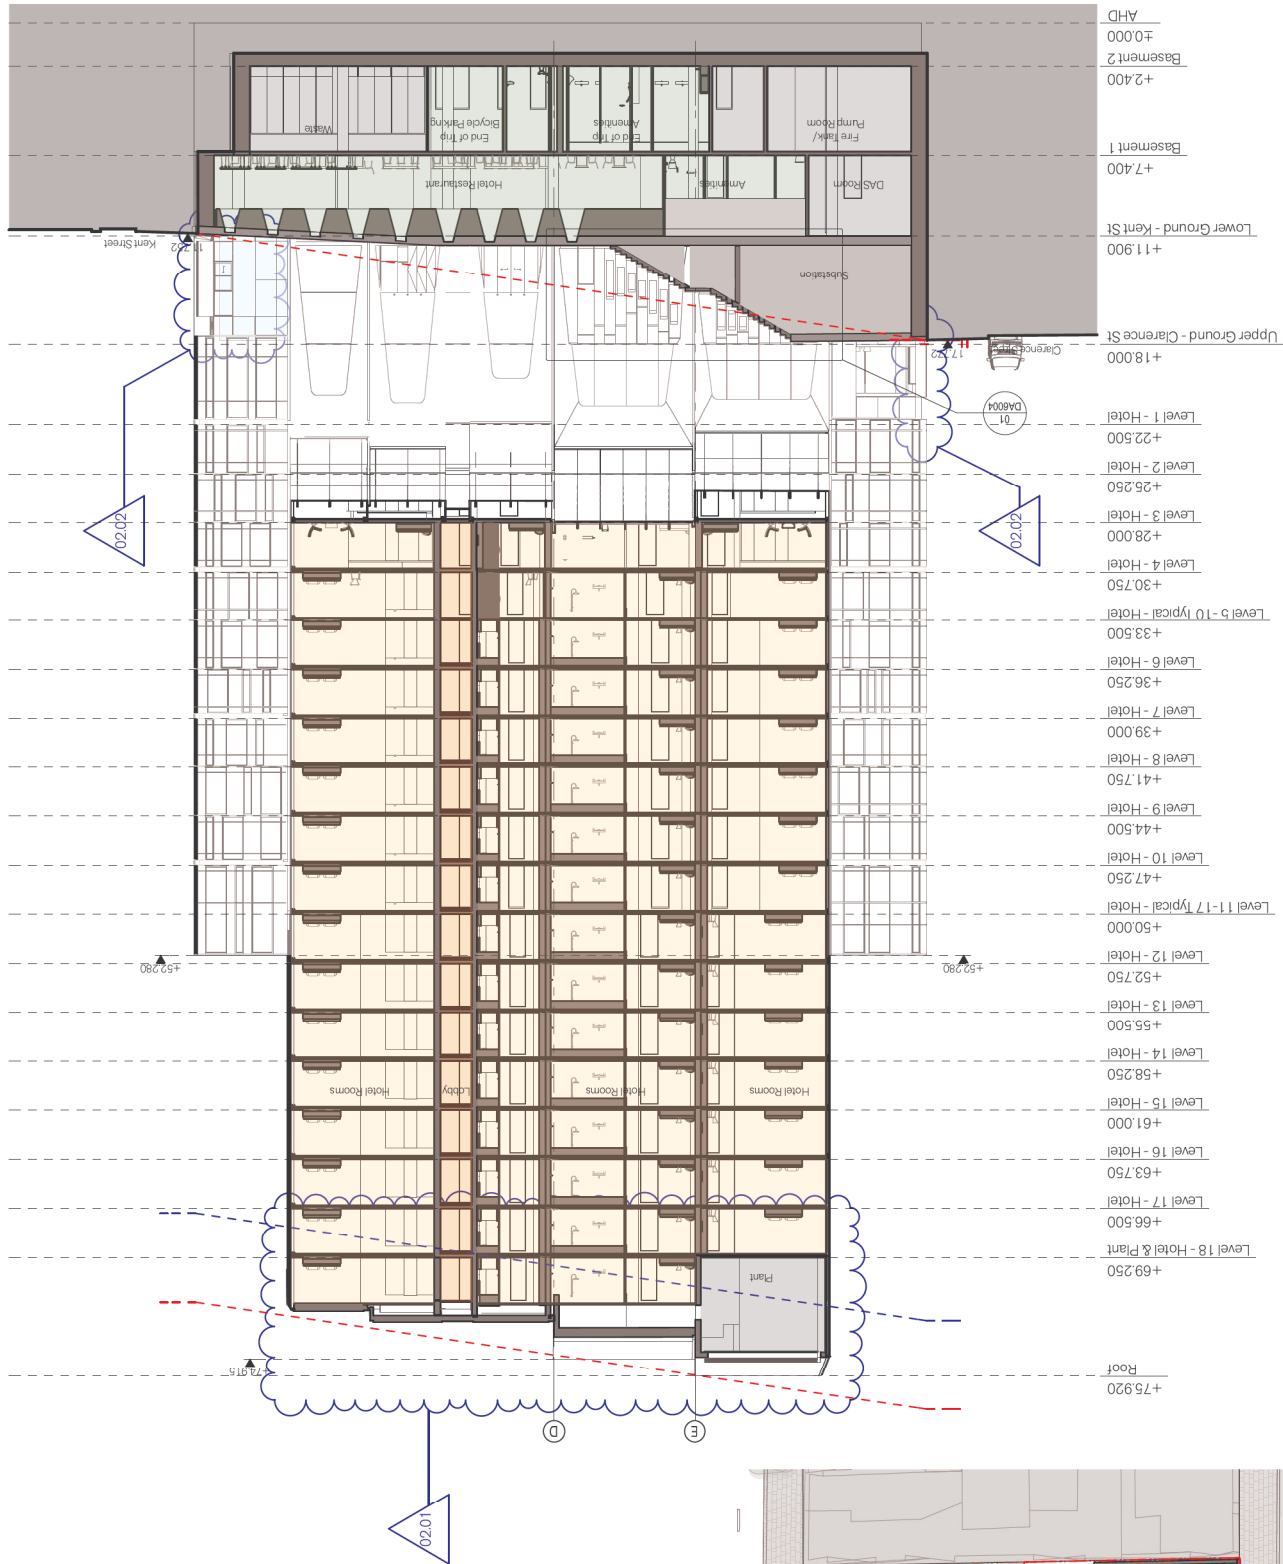 02.01
E
D
+75.920
Roof
+74.915
+69.250
Level 18 - Hotel & Plant
Plant
+66.500
Level 17 - Hotel
+63.750
Level 16 - Hotel
+61.000
Level 15 - Hotel
Hotel Rooms
Hotel Rooms
Lobby
Hotel Rooms
+58.250
Level 14 - Hotel
+55.500
Level 13 - Hotel
+52.750
Level 12 - Hotel
+52.280
+52.280
+50.000
Level 11-17 Typical - Hotel
+47.250
Level 10 - Hotel
+44.500
Level 9 - Hotel
+41.750
Level 8 - Hotel
+39.000
Level 7 - Hotel
+36.250
Level 6 - Hotel
+33.500
Level 5 - 10 Typical - Hotel
+30.750
Level 4 - Hotel
+28.000
Level 3 - Hotel
02.02
02.02
+25.250
Level 2 - Hotel
+22.500
Level 1 - Hotel
01
DA6004
+18.000
Upper Ground - Clarence St
Clarence Street
17.772
Substation
+11.900
Lower Ground - Kent St
Kent Street
+7.400
Basement 1
DAS Room
Amenities
Hotel Restaurant
Fire Tank/
Pump Room
End of Trip
Amenities
End of Trip
Bicycle Parking
Waste
+2.400
Basement 2
±0.000
AHD